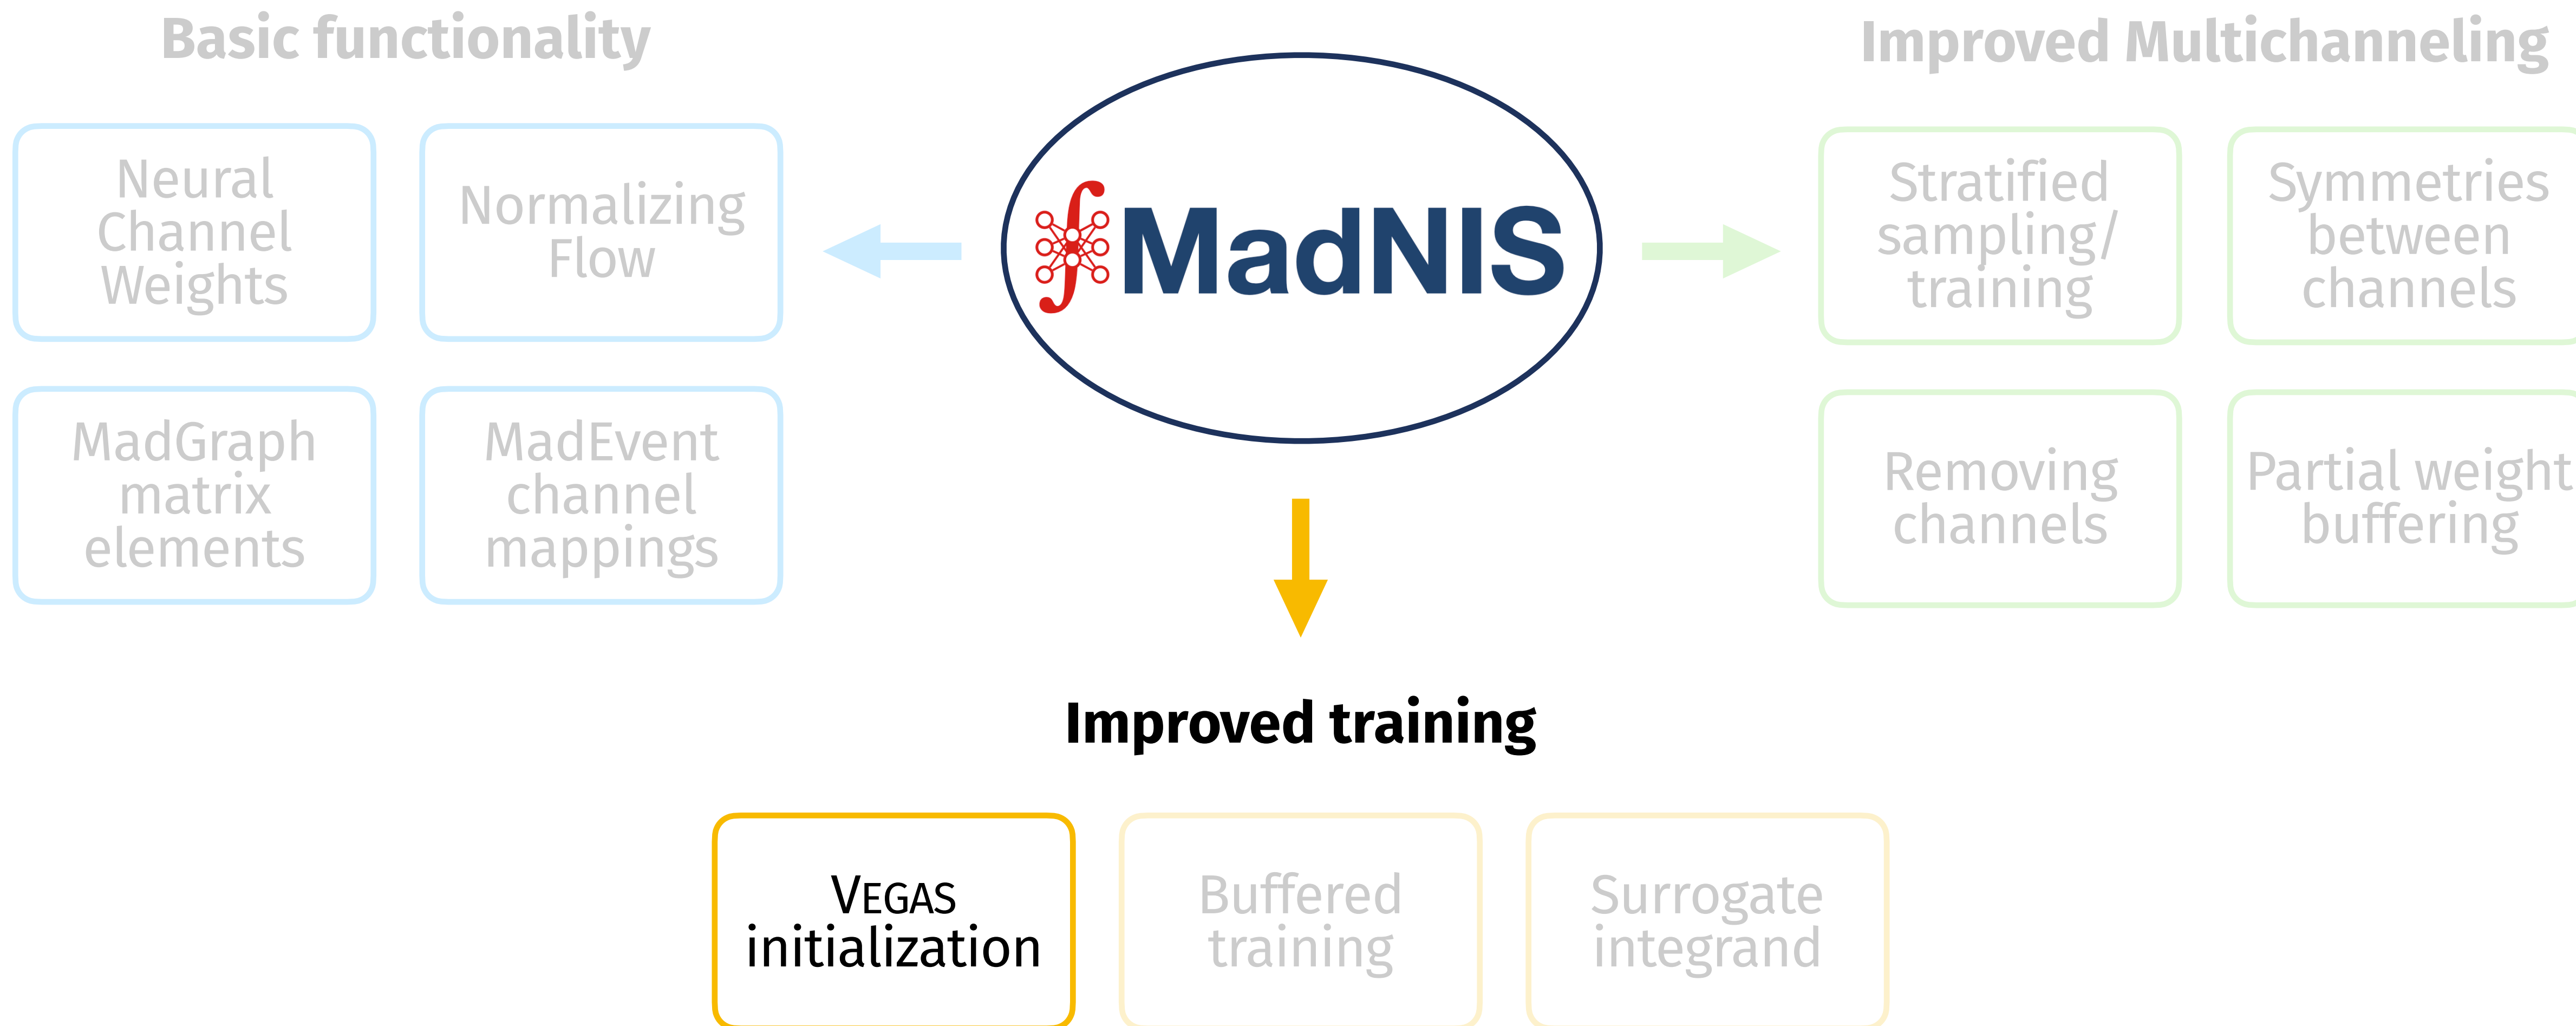 Basic functionality
Neural
Channel
Weights
Normalizing
Flow
MadGraph
matrix
elements
MadEvent
channel
mappings
MadNIS
Improved Multichanneling
Stratified
sampling/
training
Symmetries
between
channels
Removing
channels
Partial weight
buffering
Improved training
VEGAS
initialization
Buffered
training
Surrogate
integrand